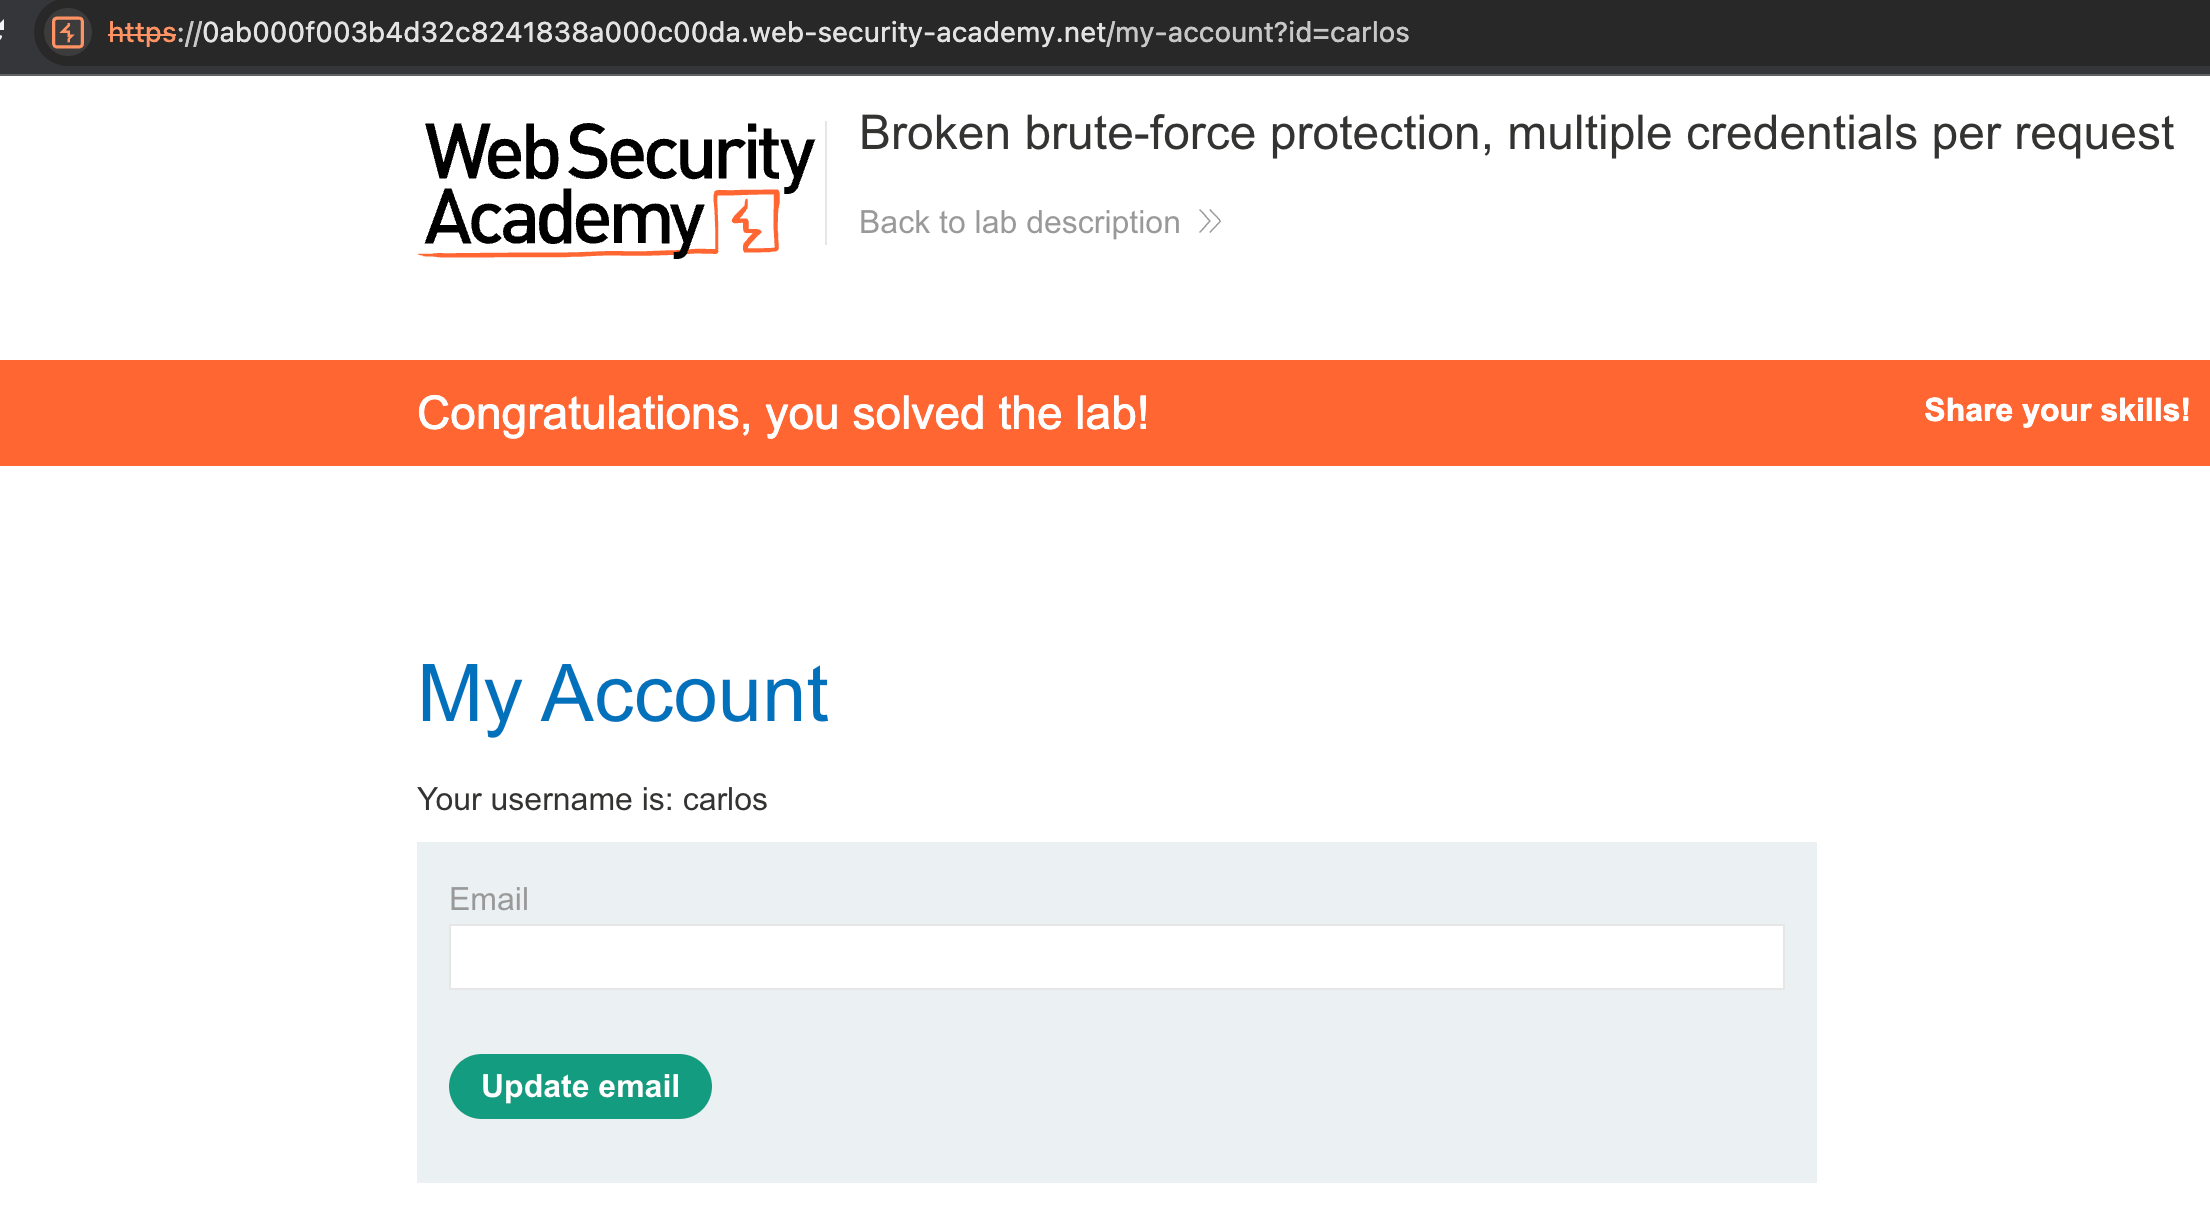 https://0ab000f003b4d32c8241838a000c00da.web-security-academy.net/my-account?id=carlos
Web Security
Academy
Broken brute-force protection, multiple credentials per request
Back to lab description
Congratulations, you solved the lab!
Share your skills!
My Account
Your username is: carlos
Email
Update email